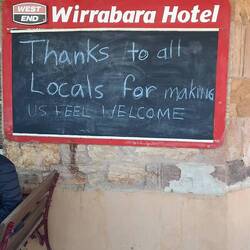 WEST
END
Wirrabara Hotel
Thanks to all
Locals for making
US FEEL WELCOME